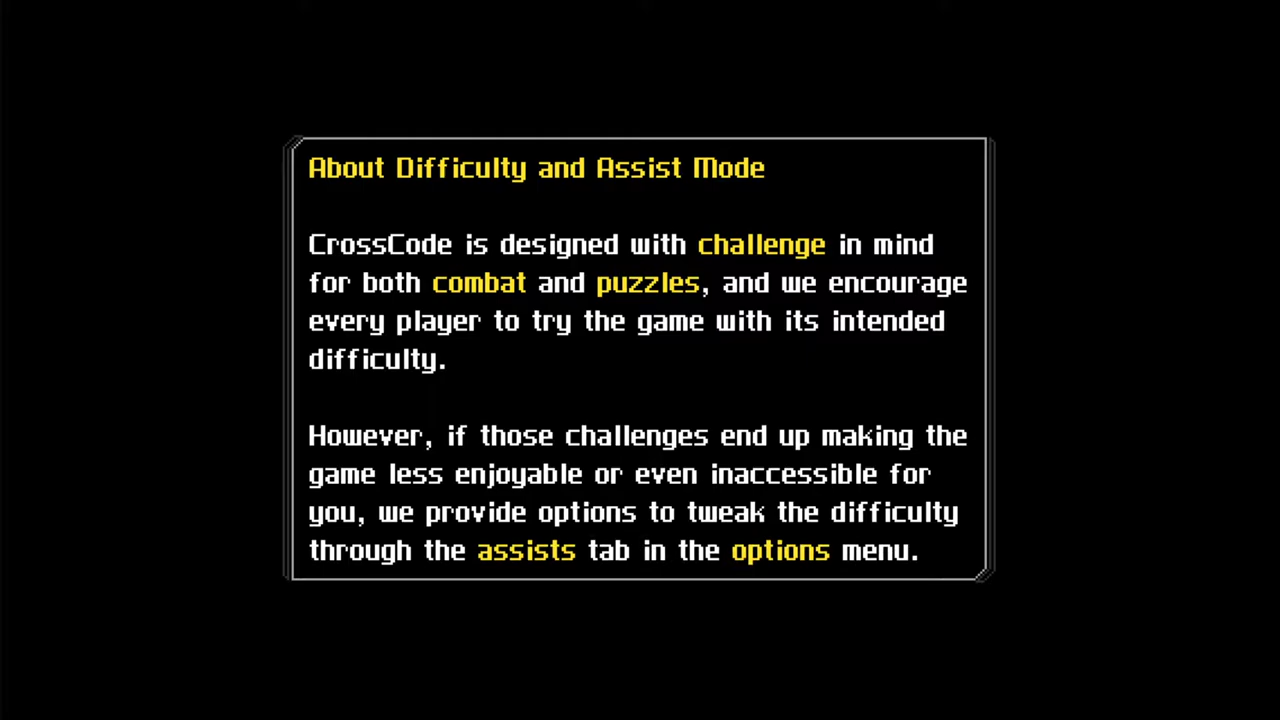 About Difficulty and Assist Mode
CrossCode is designed with challenge in mind
for both combat and puzzles, and we encourage
every player to try the game with its intended
difficulty.
However, if those challenges end up making the
game less enjoyable or even inaccessible for
you, we provide options to tweak the difficulty
through the assists tab in the options menu.